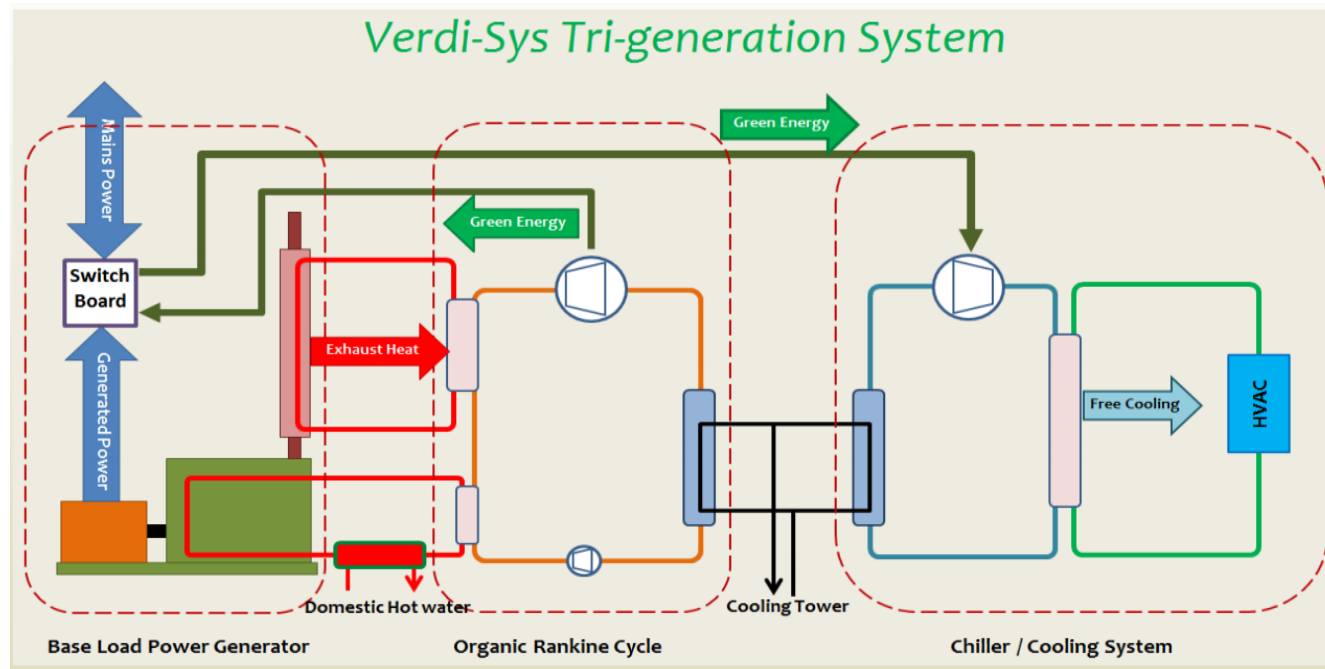 Verdi-Sys Tri-generation System
Mains Power
Green Energy
Green Energy
Switch
Board
Exhaust Heat
Generated Power
Free Cooling
HVAC
Domestic Hot water
Cooling Tower
Base Load Power Generator
Organic Rankine Cycle
Chiller / Cooling System